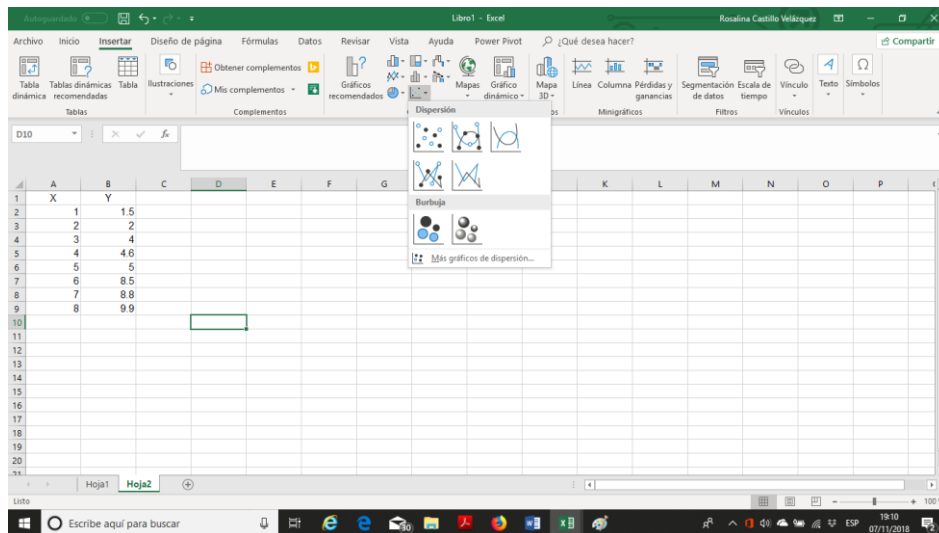 Autoguardado
Libro1 - Excel
Rosalina Castillo Velázquez
Archivo Inicio Insertar Diseño de página Fórmulas Datos Revisar Vista Ayuda Power Pivot ¿Qué desea hacer? Compartir
Tabla dinámica
Tablas dinámicas recomendadas
Tabla
Ilustraciones
Obtener complementos
Mis complementos
Gráficos recomendados
Mapas
Gráfico dinámico
Mapa 3D
Línea
Columna
Pérdidas y ganancias
Segmentación de datos
Escala de tiempo
Vínculo
Texto
Símbolos
Tablas
Complementos
Minigráficos
Filtros
Vínculos
Dispersión
Burbuja
Más gráficos de dispersión...
D10
fx
A B C D E F G K L M N O P
1 X Y
2 1 1.5
3 2 2
4 3 4
5 4 4.6
6 5 5
7 6 8.5
8 7 8.8
9 8 9.9
10
11
12
13
14
15
16
17
18
19
20
21
Hoja1 Hoja2
Listo
100
Escribe aquí para buscar
30
ESP
19:10
07/11/2018